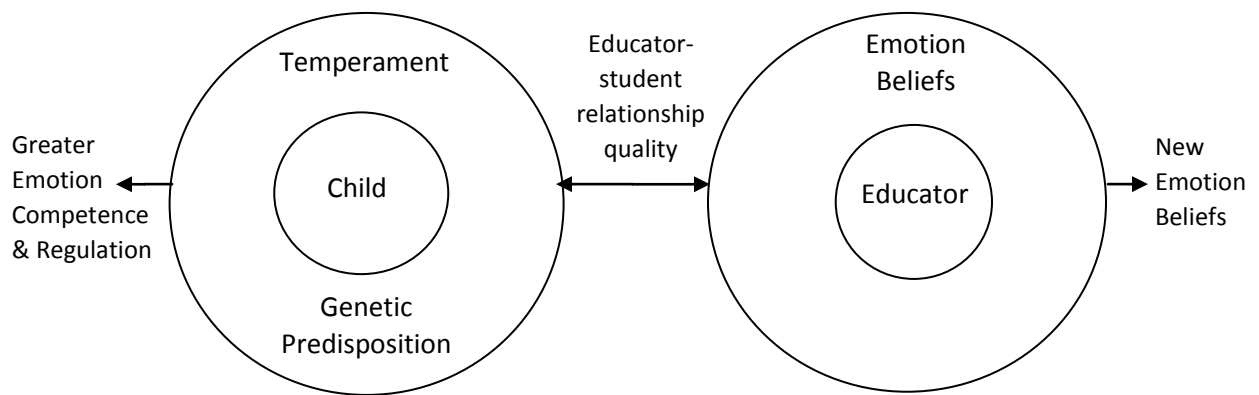 Temperament
Child
Genetic
Predisposition
Greater
Emotion
Competence
& Regulation
Educator-
student
relationship
quality
Emotion
Beliefs
Educator
New
Emotion
Beliefs